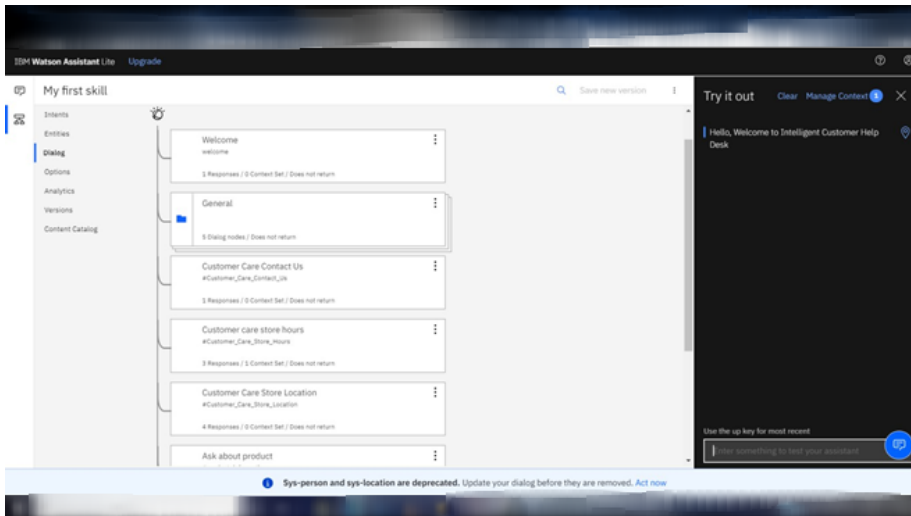 IBM Watson Assistant Lite Upgrade
My first skill
Save new version
Intents
Entities
Dialog
Options
Analytics
Versions
Content Catalog
Welcome
welcome
1 Responses / 0 Context Set / Does not return
General
5 Dialog nodes / Does not return
Customer Care Contact Us
#Customer_Care_Contact_Us
1 Responses / 0 Context Set / Does not return
Customer care store hours
#Customer_Care_Store_Hours
3 Responses / 1 Context Set / Does not return
Customer Care Store Location
#Customer_Care_Store_Location
4 Responses / 0 Context Set / Does not return
Ask about product
Try it out Clear Manage Context 1
Hello, Welcome to Intelligent Customer Help
Desk
Use the up key for most recent
Enter something to test your assistant
Sys-person and sys-location are deprecated. Update your dialog before they are removed. Act now